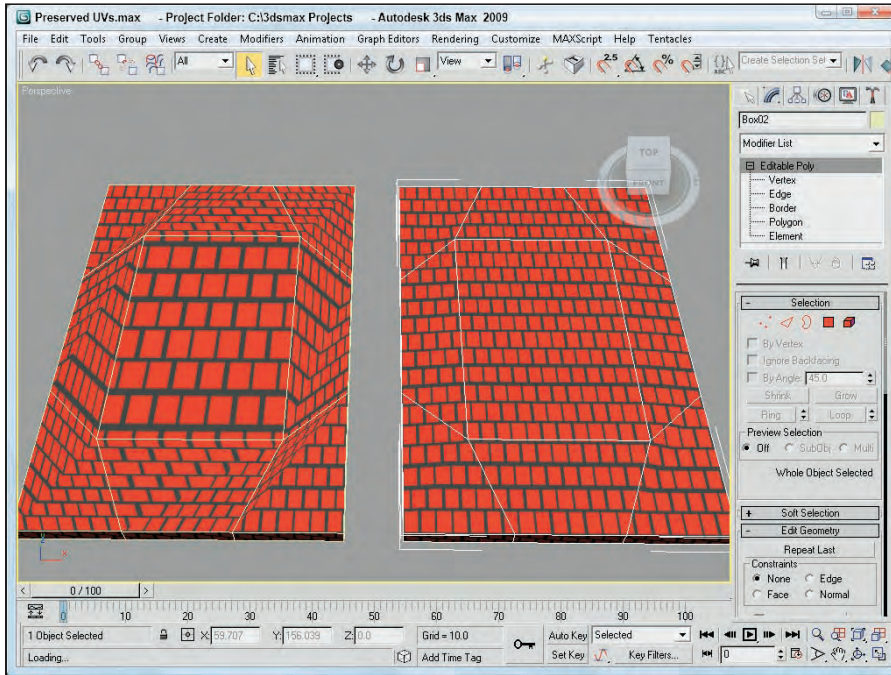 Preserved UVs.max - Project Folder: C:\3dsmax Projects - Autodesk 3ds Max 2009
File Edit Tools Group Views Create Modifiers Animation Graph Editors Rendering Customize MAXScript Help Tentacles
All View 2.5 Create Selection Set
Perspective
TOP
FRONT
Box02
Modifier List
Editable Poly
Vertex
Edge
Border
Polygon
Element
- Selection
By Vertex
Ignore Backfacing
By Angle: 45.0
Shrink Grow
Ring Loop
Preview Selection
Off SubObj Multi
Whole Object Selected
+ Soft Selection
- Edit Geometry
Repeat Last
Constraints
None Edge
Face Normal
< 0 / 100 >
0 10 20 30 40 50 60 70 80 90 100
1 Object Selected X: 59.707 Y: 156.039 Z: 0.0 Grid = 10.0 Auto Key Selected
Loading... Add Time Tag Set Key Key Filters... 0